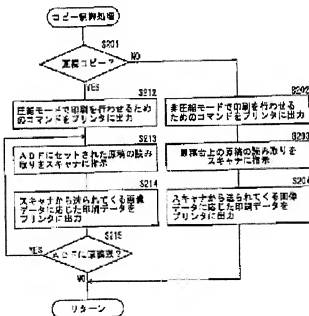 コピー制御処理
S201
直接コピー?
NO
YES
S212
圧縮モードで印刷を行わせるため
のコマンドをプリンタに出力
S202
非圧縮モードで印刷を行わせる
ためのコマンドをプリンタに出力
S213
ADFにセットされた原稿の読み
取りをスキャナに指示
S203
原稿台上の原稿の読み取りを
スキャナに指示
S214
スキャナから送られてくる画像
データに応じた印刷データを
プリンタに出力
S204
スキャナから送られてくる画像
データに応じた印刷データを
プリンタに出力
S215
YES
ADFに原稿
?
NO
リターン